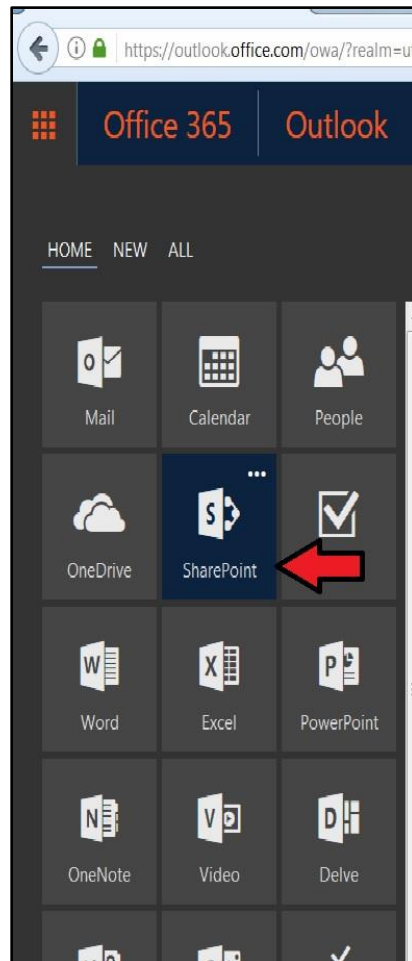 https://outlook.office.com/owa/?realm=u
Office 365 Outlook
HOME NEW ALL
Mail Calendar People
OneDrive SharePoint
Word Excel PowerPoint
OneNote Video Delve